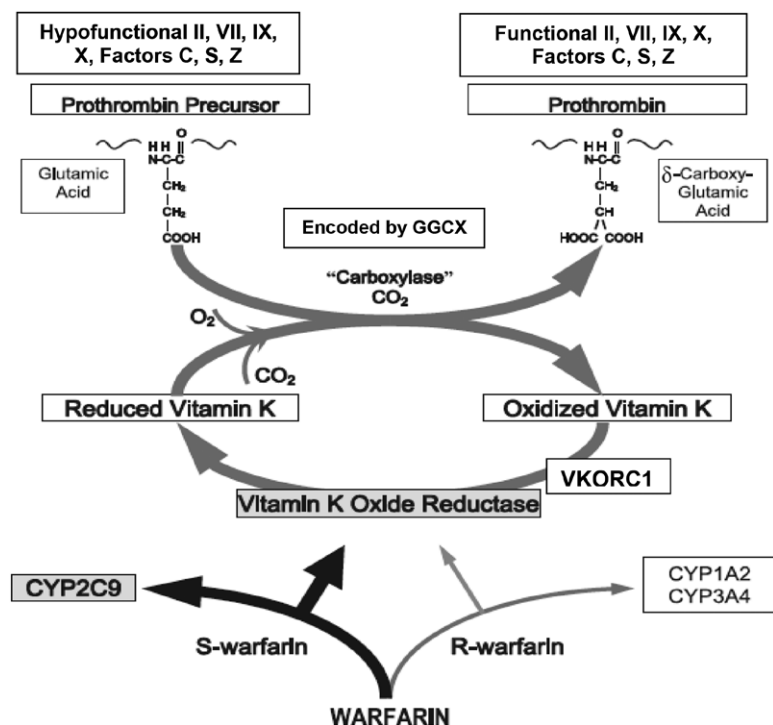 Hypofunctional II, VII, IX,
X, Factors C, S, Z
Functional II, VII, IX, X,
Factors C, S, Z
Prothrombin Precursor
Prothrombin
Glutamic
Acid
H H O
N-C-C
CH₂
CH₂
COOH
H H O
N-C-C
CH₂
CH
HOOC COOH
δ-Carboxy-
Glutamic
Acid
Encoded by GGCX
"Carboxylase"
CO₂
O₂
CO₂
Reduced Vitamin K
Oxidized Vitamin K
VKORC1
Vitamin K Oxide Reductase
CYP2C9
CYP1A2
CYP3A4
S-warfarin
R-warfarin
WARFARIN